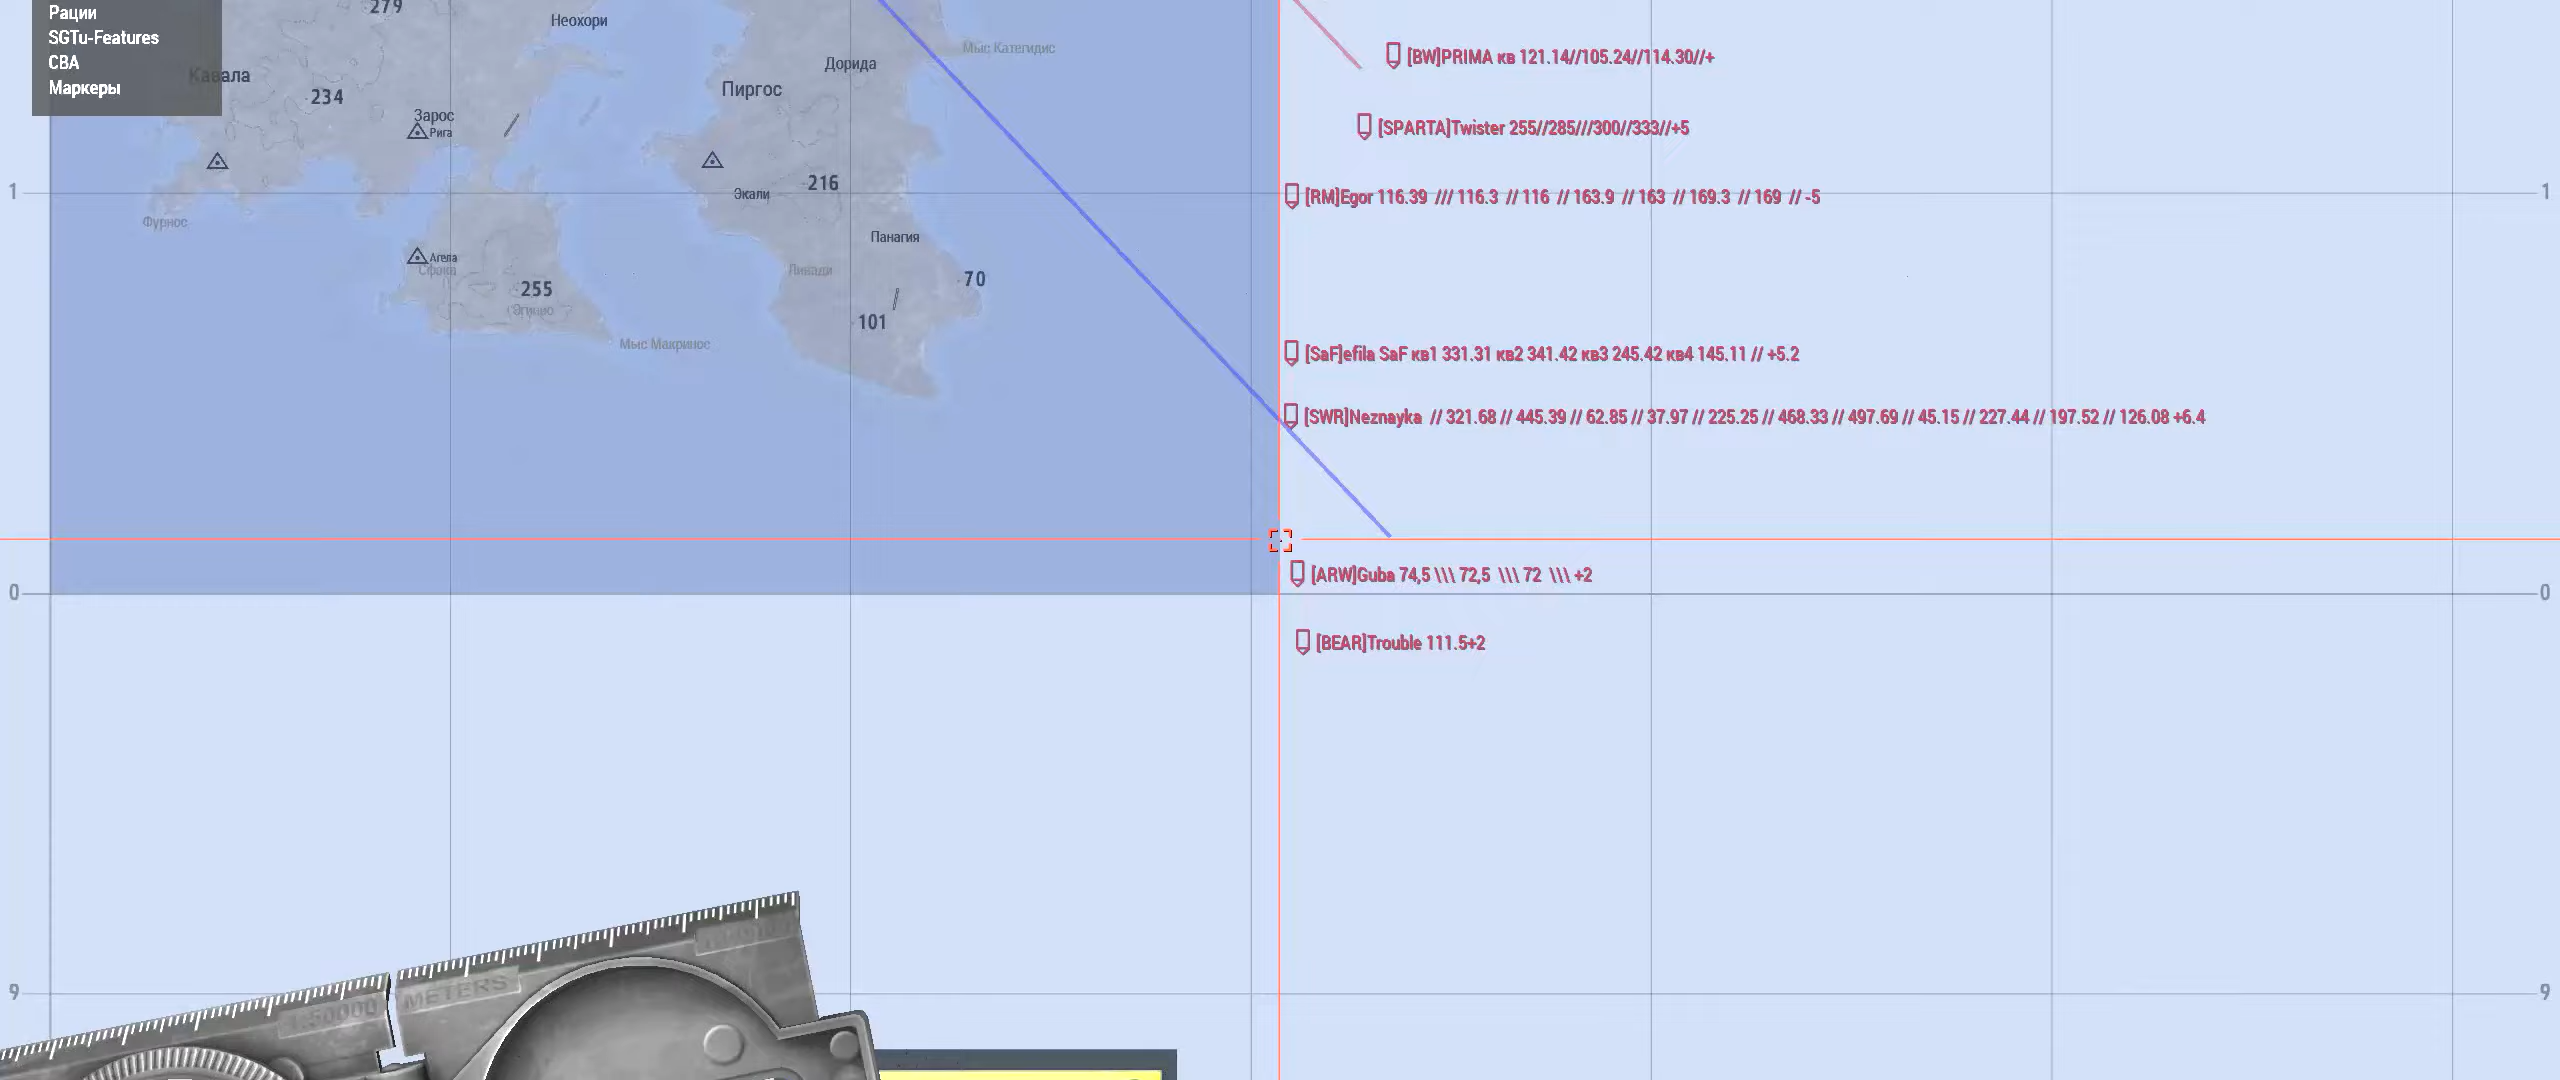 Рации
SGTu-Features
CBA
Маркеры
279
Неохори
Мыс Категидис
Дорида
Кавала
Пиргос
234
Зарос
Рига
[BW]PRIMA кв 121.14//105.24//114.30//+
[SPARTA]Twister 255//285///300//333//+5
1
Экали
216
[RM]Egor 116.39 /// 116.3 // 116 // 163.9 // 163 // 169.3 // 169 // -5
1
Фурнос
Панагия
Агела
Сфака
Ливади
70
255
101
Мыс Макринос
[SaF]efila SaF кв1 331.31 кв2 341.42 кв3 245.42 кв4 145.11 // +5.2
[SWR]Neznayka // 321.68 // 445.39 // 62.85 // 37.97 // 225.25 // 468.33 // 497.69 // 45.15 // 227.44 // 197.52 // 126.08 +6.4
[ARW]Guba 74,5 \\\ 72,5 \\\ 72 \\\ +2
0
0
[BEAR]Trouble 111.5+2
9
9
1:50000
METERS